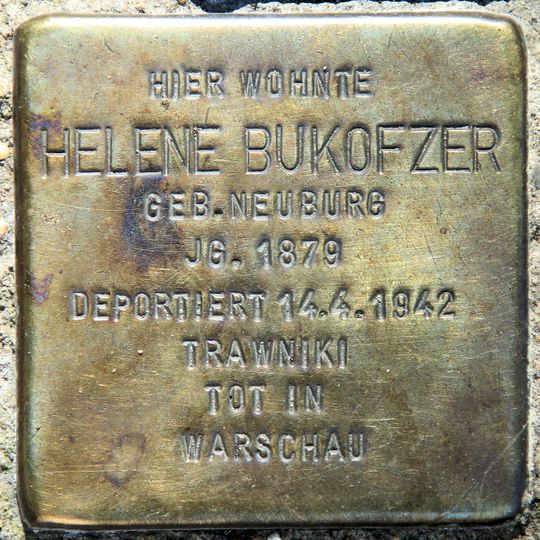 HIER WOHNTE
HELENE BUKOFZER
GEB. NEUBURG
JG. 1879
DEPORTIERT 14.4.1942
TRAWNIKI
TOT IN
WARSCHAU